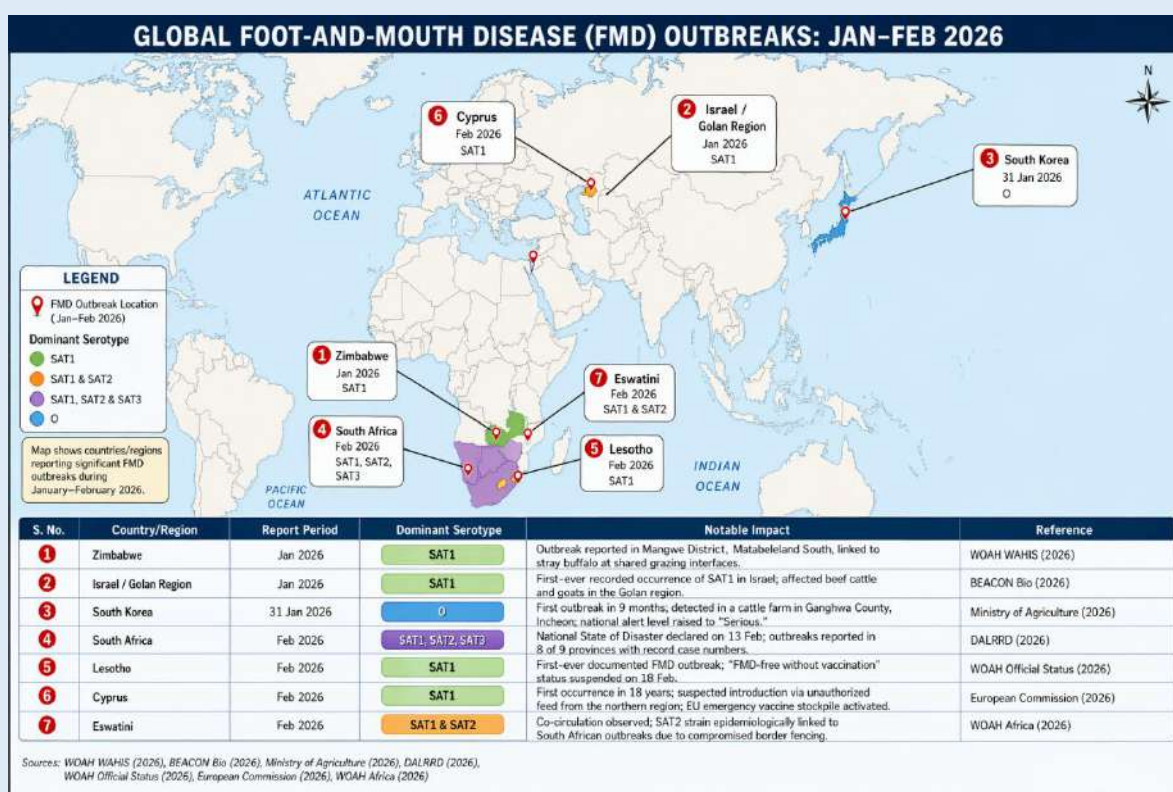 GLOBAL FOOT-AND-MOUTH DISEASE (FMD) OUTBREAKS: JAN–FEB 2026
N
6 Cyprus
Feb 2026
SAT1
2 Israel /
Golan Region
Jan 2026
SAT1
3 South Korea
31 Jan 2026
O
ATLANTIC
OCEAN
LEGEND
FMD Outbreak Location
(Jan–Feb 2026)
Dominant Serotype
SAT1
SAT1 & SAT2
SAT1, SAT2 & SAT3
O
Map shows countries/regions
reporting significant FMD
outbreaks during
January–February 2026.
1 Zimbabwe
Jan 2026
SAT1
7 Eswatini
Feb 2026
SAT1 & SAT2
4 South Africa
Feb 2026
SAT1, SAT2,
SAT3
5 Lesotho
Feb 2026
SAT1
PACIFIC
OCEAN
INDIAN
OCEAN
S. No. Country/Region Report Period Dominant Serotype Notable Impact Reference
1 Zimbabwe Jan 2026 SAT1 Outbreak reported in Mangwe District, Matabeleland South, linked to WOAH WAHIS (2026)
stray buffalo at shared grazing interfaces.
2 Israel / Golan Region Jan 2026 SAT1 First-ever recorded occurrence of SAT1 in Israel; affected beef cattle BEACON Bio (2026)
and goats in the Golan region.
3 South Korea 31 Jan 2026 O First outbreak in 9 months; detected in a cattle farm in Ganghwa County, Ministry of Agriculture (2026)
Incheon; national alert level raised to "Serious."
4 South Africa Feb 2026 SAT1, SAT2, SAT3 National State of Disaster declared on 13 Feb; outbreaks reported in DALRRD (2026)
8 of 9 provinces with record case numbers.
5 Lesotho Feb 2026 SAT1 First-ever documented FMD outbreak; "FMD-free without vaccination" WOAH Official Status (2026)
status suspended on 18 Feb.
6 Cyprus Feb 2026 SAT1 First occurrence in 18 years; suspected introduction via unauthorized European Commission (2026)
feed from the northern region; EU emergency vaccine stockpile activated.
7 Eswatini Feb 2026 SAT1 & SAT2 Co-circulation observed; SAT2 strain epidemiologically linked to WOAH Africa (2026)
South African outbreaks due to compromised border fencing.
Sources: WOAH WAHIS (2026), BEACON Bio (2026), Ministry of Agriculture (2026), DALRRD (2026),
WOAH Official Status (2026), European Commission (2026), WOAH Africa (2026)